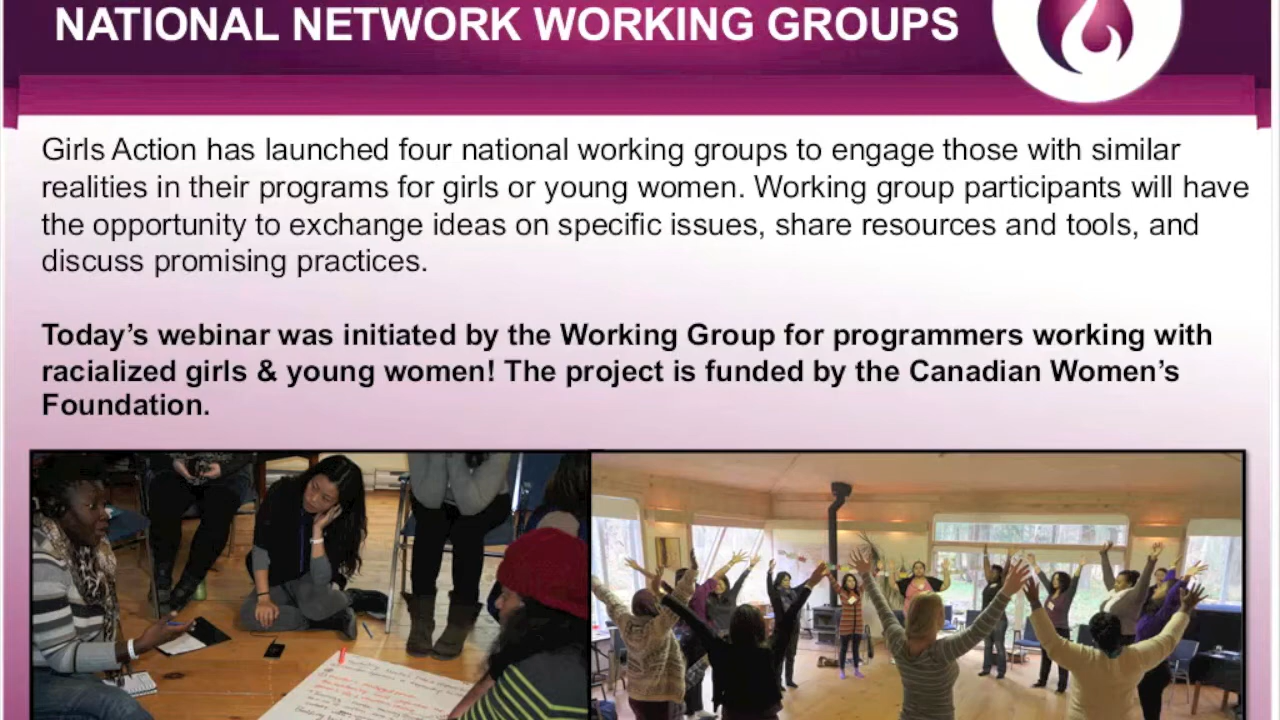 NATIONAL NETWORK WORKING GROUPS
Girls Action has launched four national working groups to engage those with similar
realities in their programs for girls or young women. Working group participants will have
the opportunity to exchange ideas on specific issues, share resources and tools, and
discuss promising practices.
Today’s webinar was initiated by the Working Group for programmers working with
racialized girls & young women! The project is funded by the Canadian Women’s
Foundation.